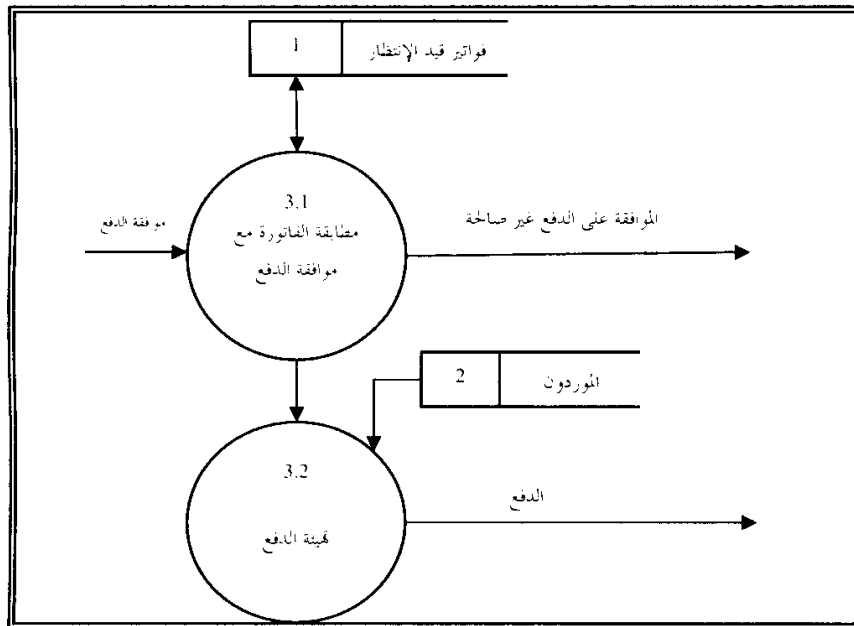 1
فواتير قيد الإنتظار
3.1
مطابقة الفاتورة مع
موافقة الدفع
موافقة الدفع
الموافقة على الدفع غير صالحة
2
الموردون
3.2
تهيئة الدفع
الدفع